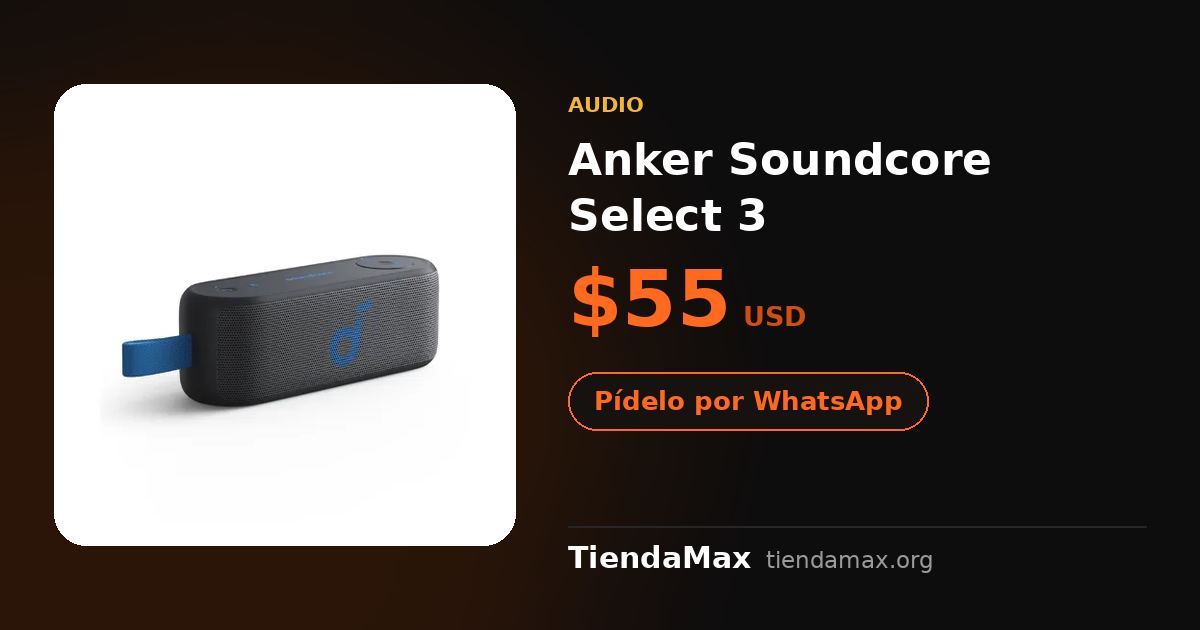 AUDIO
Anker Soundcore
Select 3
$55 USD
Pídelo por WhatsApp
TiendaMax tiendamax.org